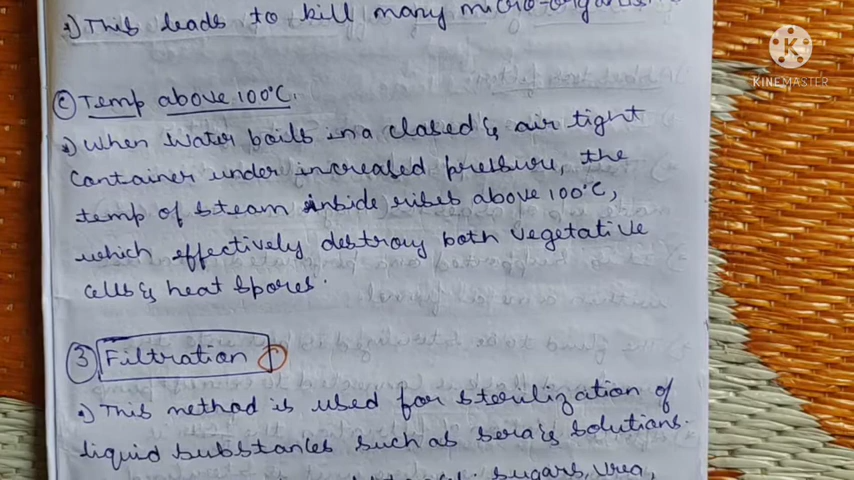 •) This leads to kill many micro-organism
KINEMASTER
(C) Temp above 100°C.
•) When water boils in a closed & air tight
container under increased pressure, the
temp of steam inside rises above 100°C,
which effectively destroy both vegetative
cells & heat spores.
(3) Filtration
•) This method is used for sterilization of
liquid substances such as sera & solutions.
sugars, urea,